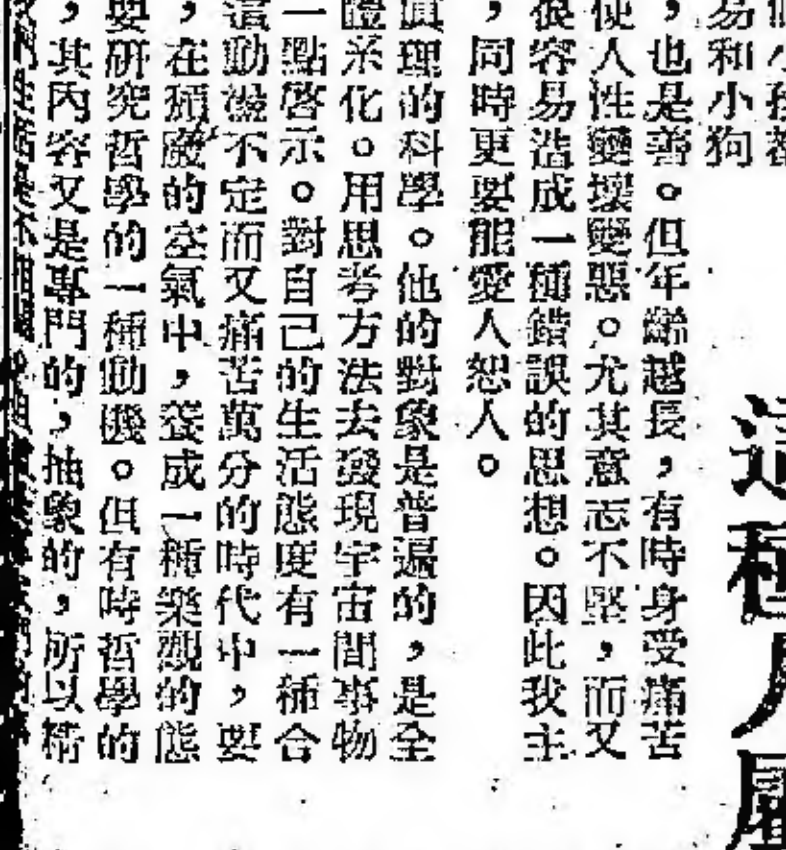 這種人
易和小狗
，也是善。但年齡越長，有時身受痛苦
使人性變壞變惡。尤其意志不堅，而又
很容易造成一種錯誤的思想。因此我主
，同時更要能愛人恕人。
真理的科學。他的對象是普遍的，是全
體系化。用思考方法去發現宇宙間事物
一點啓示。對自己的生活態度有一種合
這動盪不定而又痛苦萬分的時代中，要
，在頹廢的空氣中，養成一種樂觀的態
要研究哲學的一種動機。但有時哲學的
，其內容又是專門的，抽象的，所以精